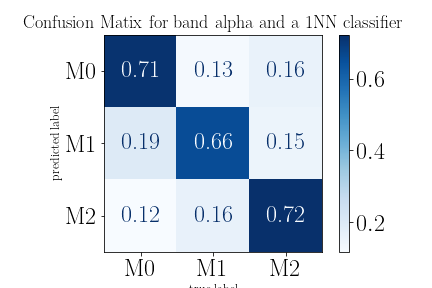 Confusion Matix for band alpha and a 1NN classifier
M0 0.71 0.13 0.16
M1 0.19 0.66 0.15
M2 0.12 0.16 0.72
M0 M1 M2
predicted label
true label
0.6
0.4
0.2